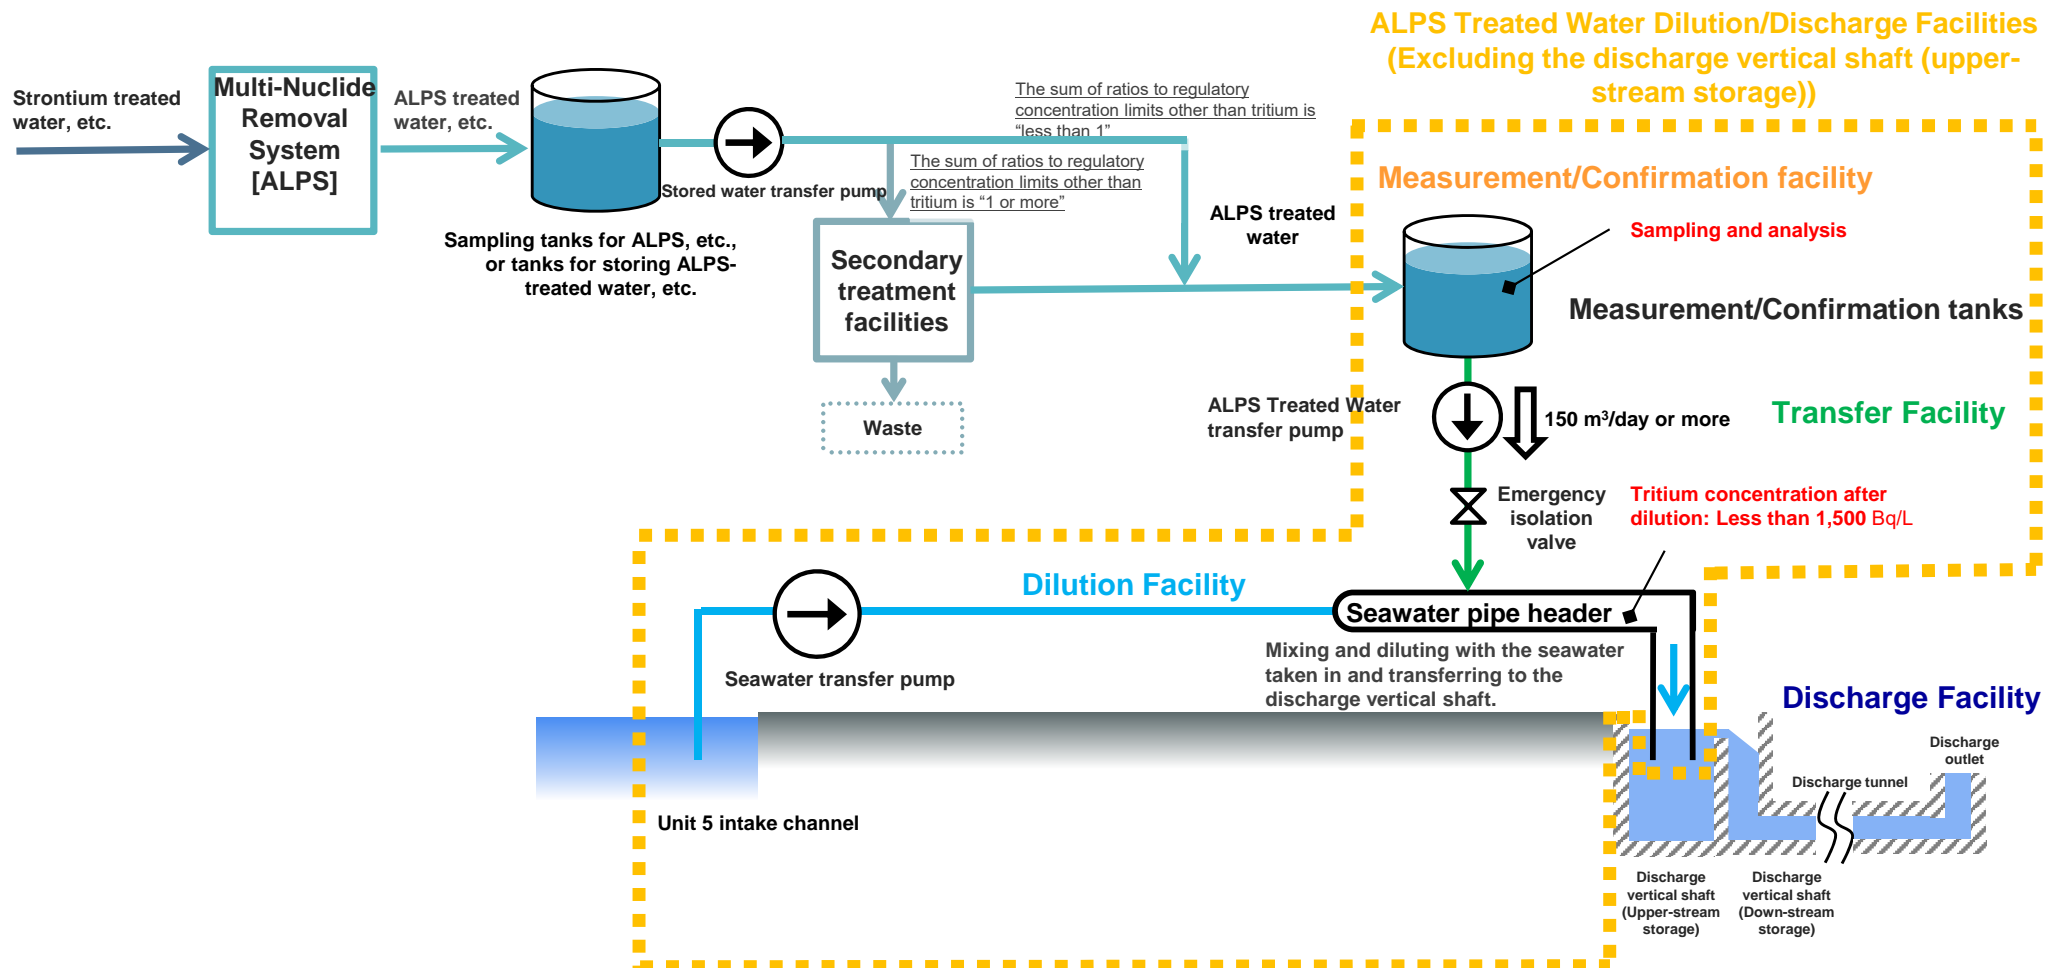 ALPS Treated Water Dilution/Discharge Facilities
(Excluding the discharge vertical shaft (upper-
stream storage))
Strontium treated
water, etc.
Multi-Nuclide
Removal
System
[ALPS]
ALPS treated
water, etc.
Stored water transfer pump
Sampling tanks for ALPS, etc.,
or tanks for storing ALPS-
treated water, etc.
The sum of ratios to regulatory
concentration limits other than tritium is
“less than 1”
The sum of ratios to regulatory
concentration limits other than
tritium is “1 or more”
Secondary
treatment
facilities
Waste
ALPS treated
water
Measurement/Confirmation facility
Sampling and analysis
Measurement/Confirmation tanks
ALPS Treated Water
transfer pump
150 m³/day or more
Transfer Facility
Emergency
isolation
valve
Tritium concentration after
dilution: Less than 1,500 Bq/L
Dilution Facility
Seawater pipe header
Seawater transfer pump
Mixing and diluting with the seawater
taken in and transferring to the
discharge vertical shaft.
Discharge Facility
Discharge
outlet
Discharge tunnel
Unit 5 intake channel
Discharge
vertical shaft
(Upper-stream
storage)
Discharge
vertical shaft
(Down-stream
storage)